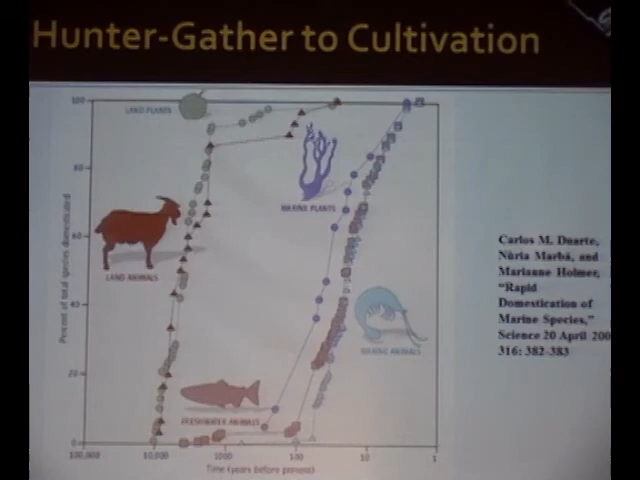 Hunter-Gather to Cultivation
100
80
60
40
20
0
Percent of total species domesticated
LAND PLANTS
MARINE PLANTS
LAND ANIMALS
MARINE ANIMALS
FRESHWATER ANIMALS
100,000 10,000 1000 100 10 1
Time (years before present)
Carlos M. Duarte,
Núria Marbà, and
Marianne Holmer,
"Rapid
Domestication of
Marine Species,"
Science 20 April 200
316: 382-383